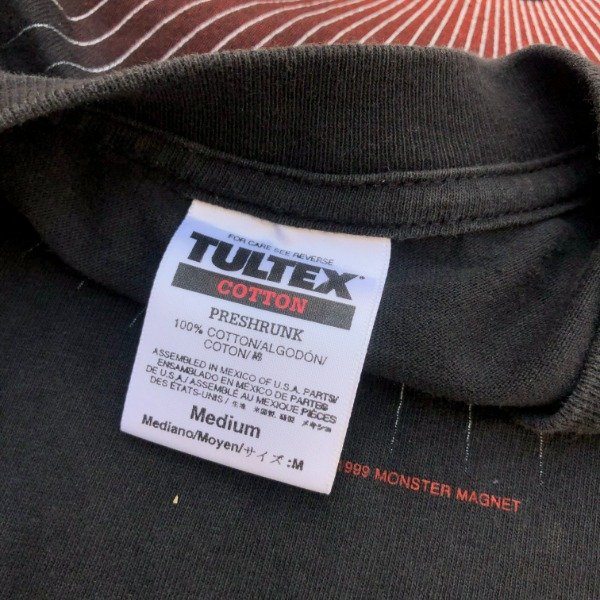 FOR CARE SEE REVERSE
TULTEX
COTTON
PRESHRUNK
100% COTTON/ALGODÓN/
COTON/綿
ASSEMBLED IN MEXICO OF U.S.A. PARTS/
ENSAMBLADO EN MEXICO DE PARTES
DE U.S.A./ASSEMBLÉ AU MEXIQUE PIÈCES
DES ÉTATS-UNIS/
Medium
Mediano/Moyen/サイズ:M
1999 MONSTER MAGNET